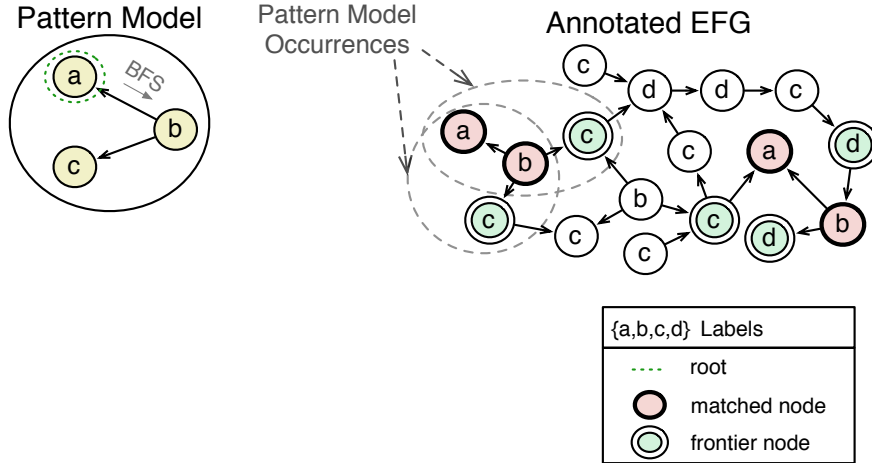 Pattern Model
a
BFS
b
c
Pattern Model
Occurrences
Annotated EFG
c
d
d
c
a
c
d
b
c
a
c
b
c
b
c
c
d
c
{a,b,c,d} Labels
root
matched node
frontier node